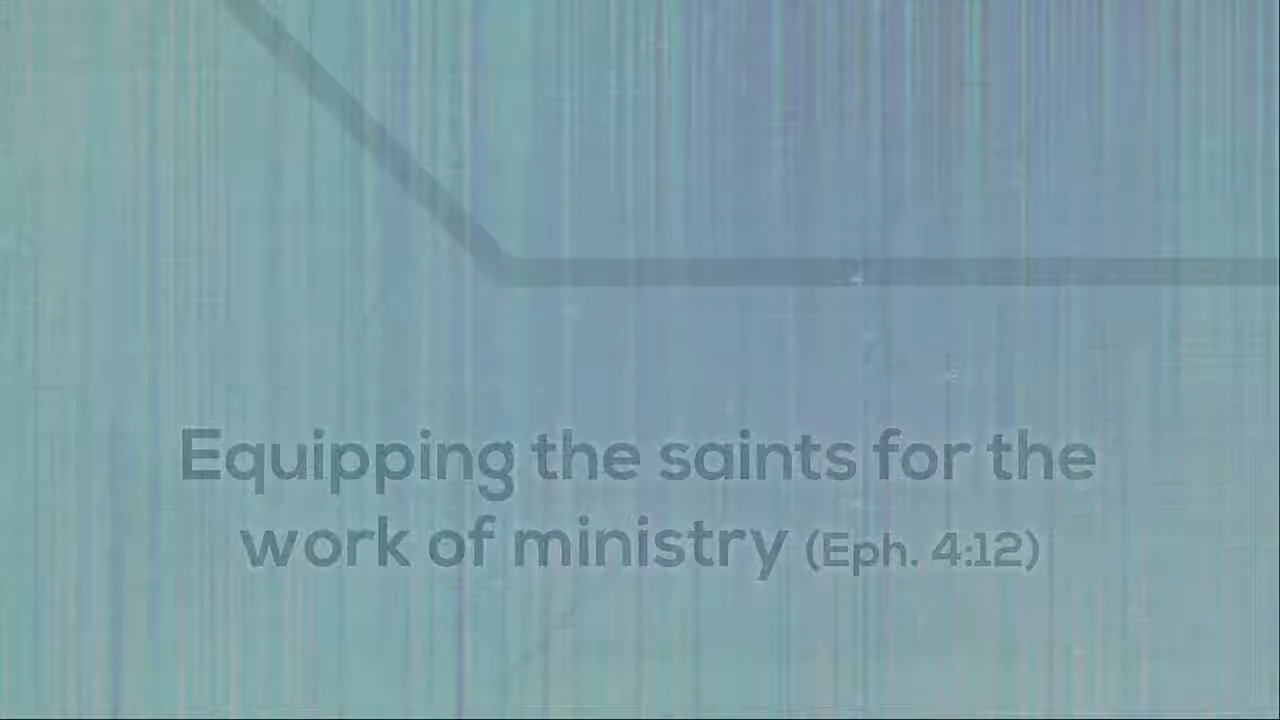 Equipping the saints for the
work of ministry (Eph. 4:12)